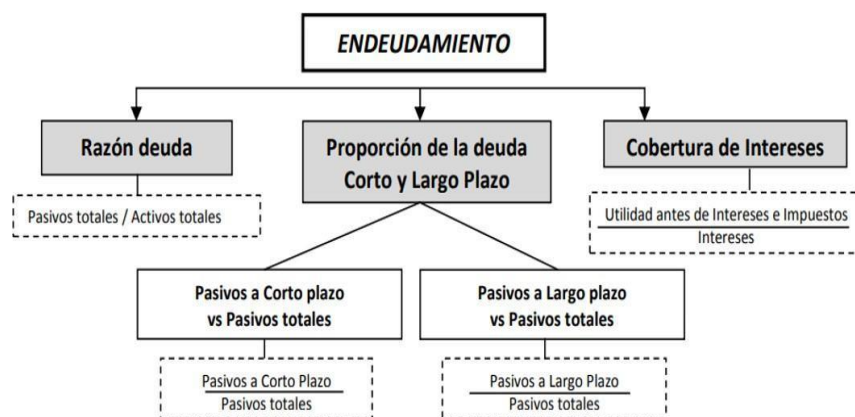 ENDEUDAMIENTO
Razón deuda
Pasivos totales / Activos totales
Proporción de la deuda
Corto y Largo Plazo
Cobertura de Intereses
Utilidad antes de Intereses e Impuestos
Intereses
Pasivos a Corto plazo
vs Pasivos totales
Pasivos a Corto Plazo
Pasivos totales
Pasivos a Largo plazo
vs Pasivos totales
Pasivos a Largo Plazo
Pasivos totales